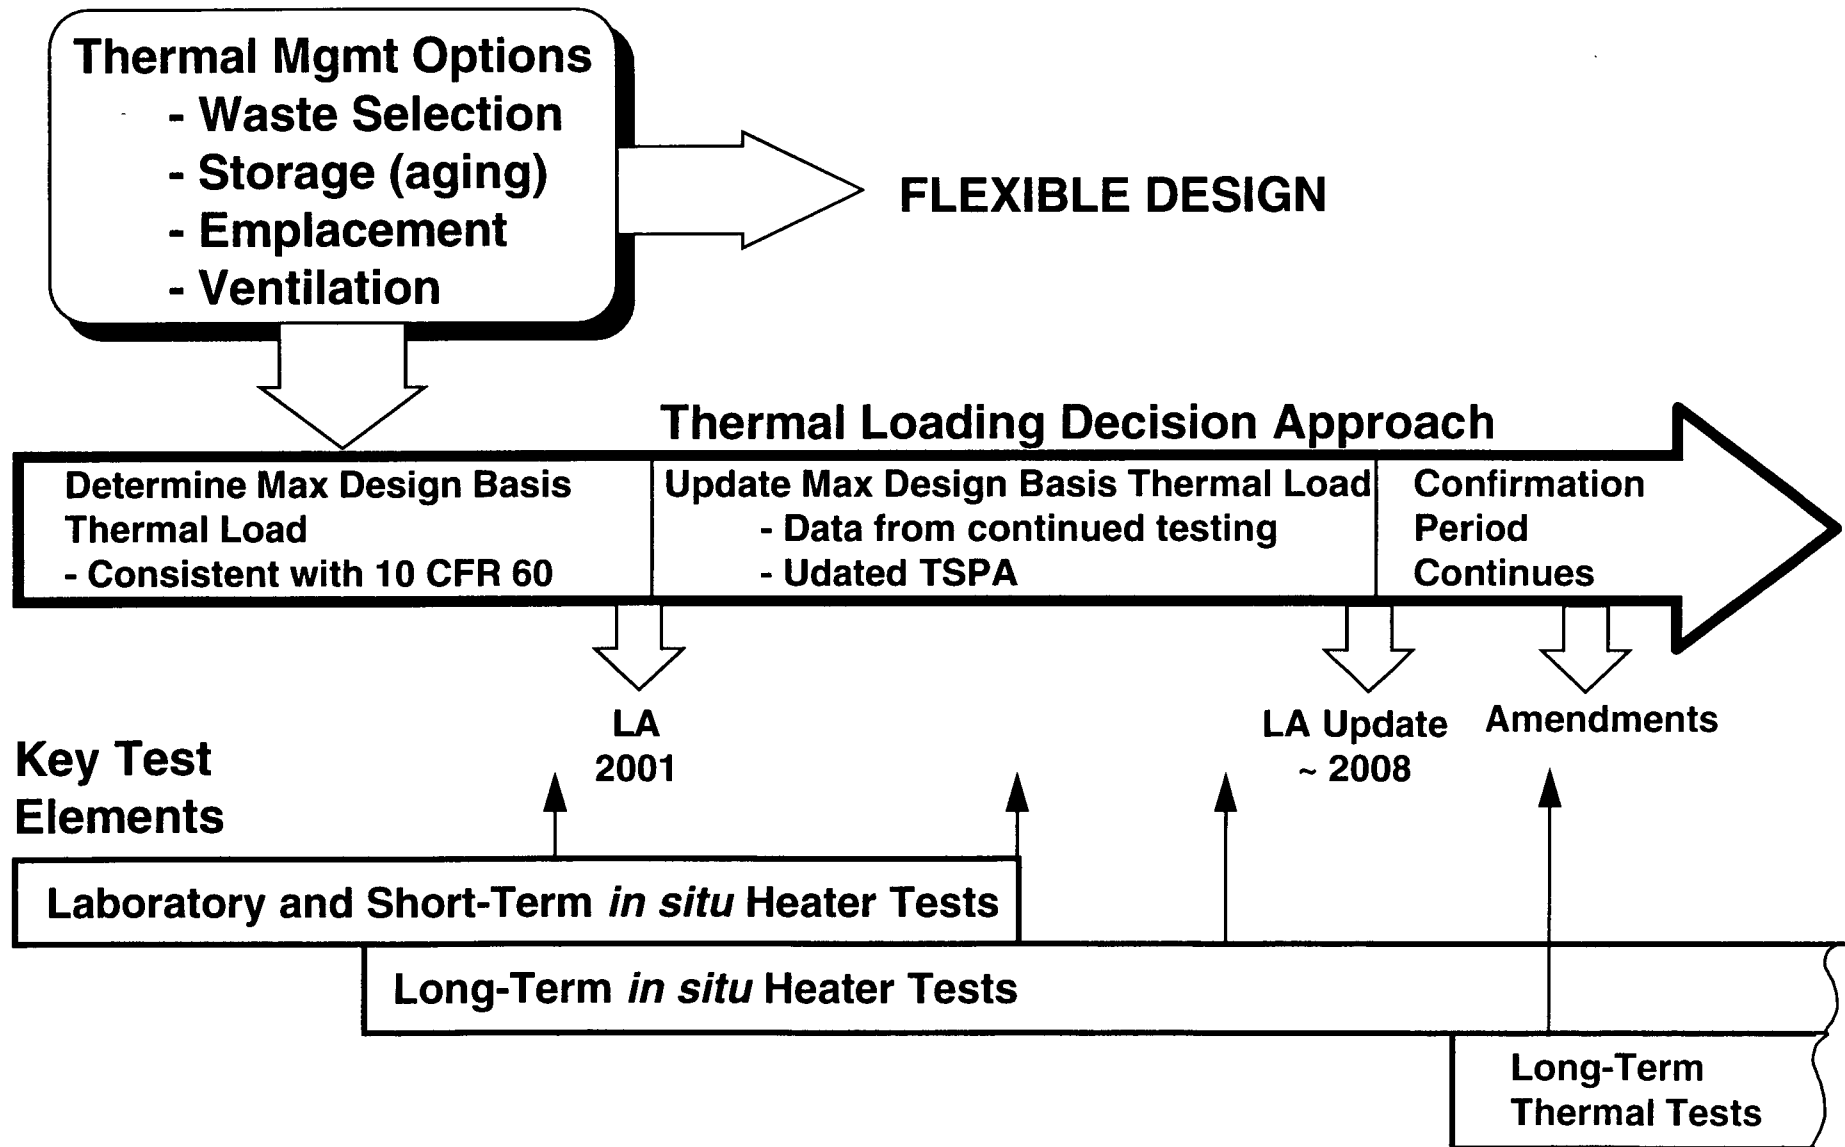 Thermal Mgmt Options
- Waste Selection
- Storage (aging)
- Emplacement
- Ventilation
FLEXIBLE DESIGN
Thermal Loading Decision Approach
Determine Max Design Basis
Thermal Load
- Consistent with 10 CFR 60
Update Max Design Basis Thermal Load
- Data from continued testing
- Udated TSPA
Confirmation
Period
Continues
LA
2001
LA Update
~ 2008
Amendments
Key Test
Elements
Laboratory and Short-Term in situ Heater Tests
Long-Term in situ Heater Tests
Long-Term
Thermal Tests